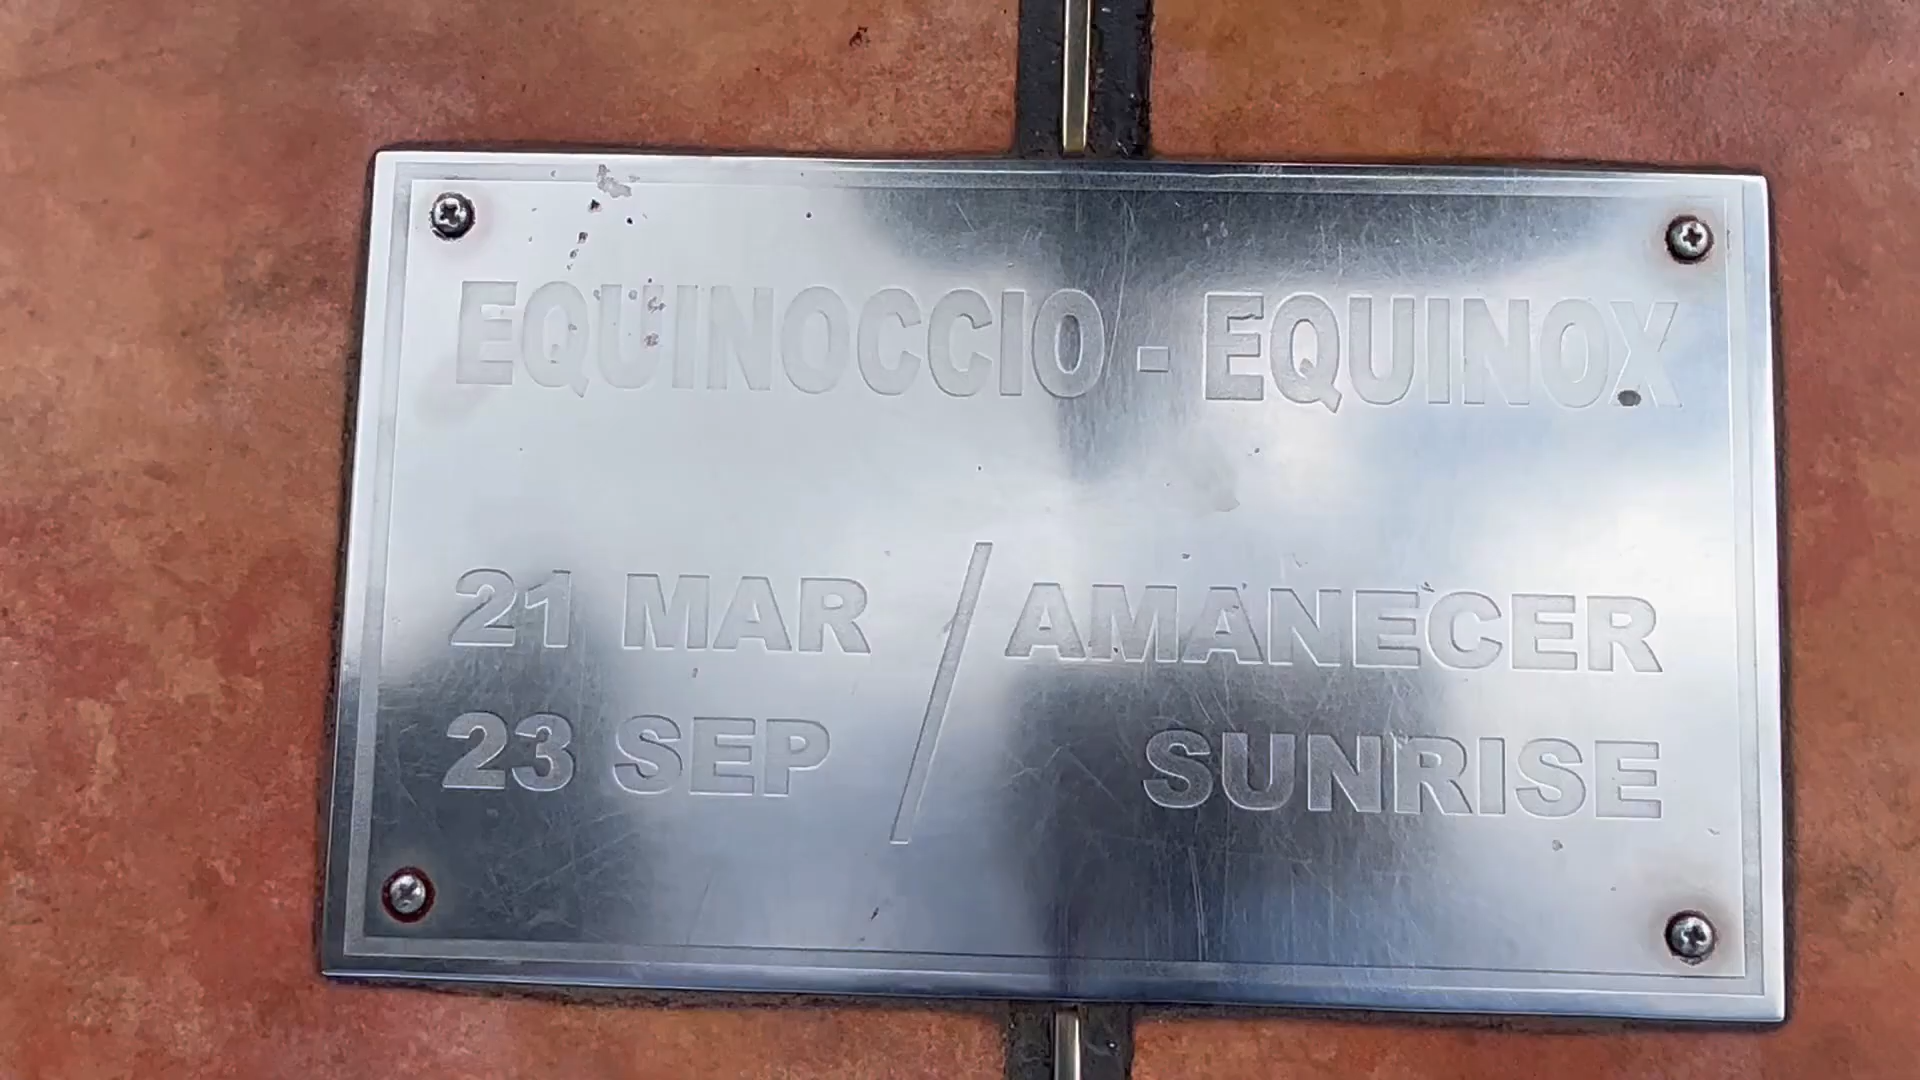 EQUINOCCIO - EQUINOX
21 MAR / AMANECER
23 SEP / SUNRISE